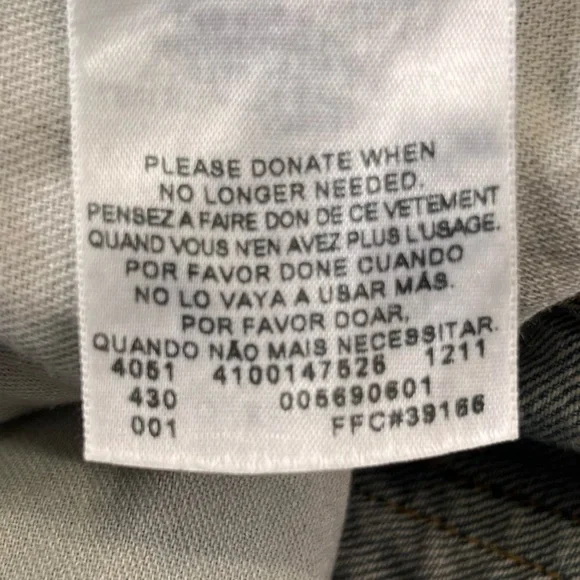 PLEASE DONATE WHEN
NO LONGER NEEDED.
PENSEZ A FAIRE DON DE CE VETEMENT
QUAND VOUS N'EN AVEZ PLUS L'USAGE.
POR FAVOR DONE CUANDO
NO LO VAYA A USAR MÁS.
POR FAVOR DOAR,
QUANDO NÃO MAIS NECESSITAR.
4051 4100147526 1211
430 005690601
001 FFC#39166